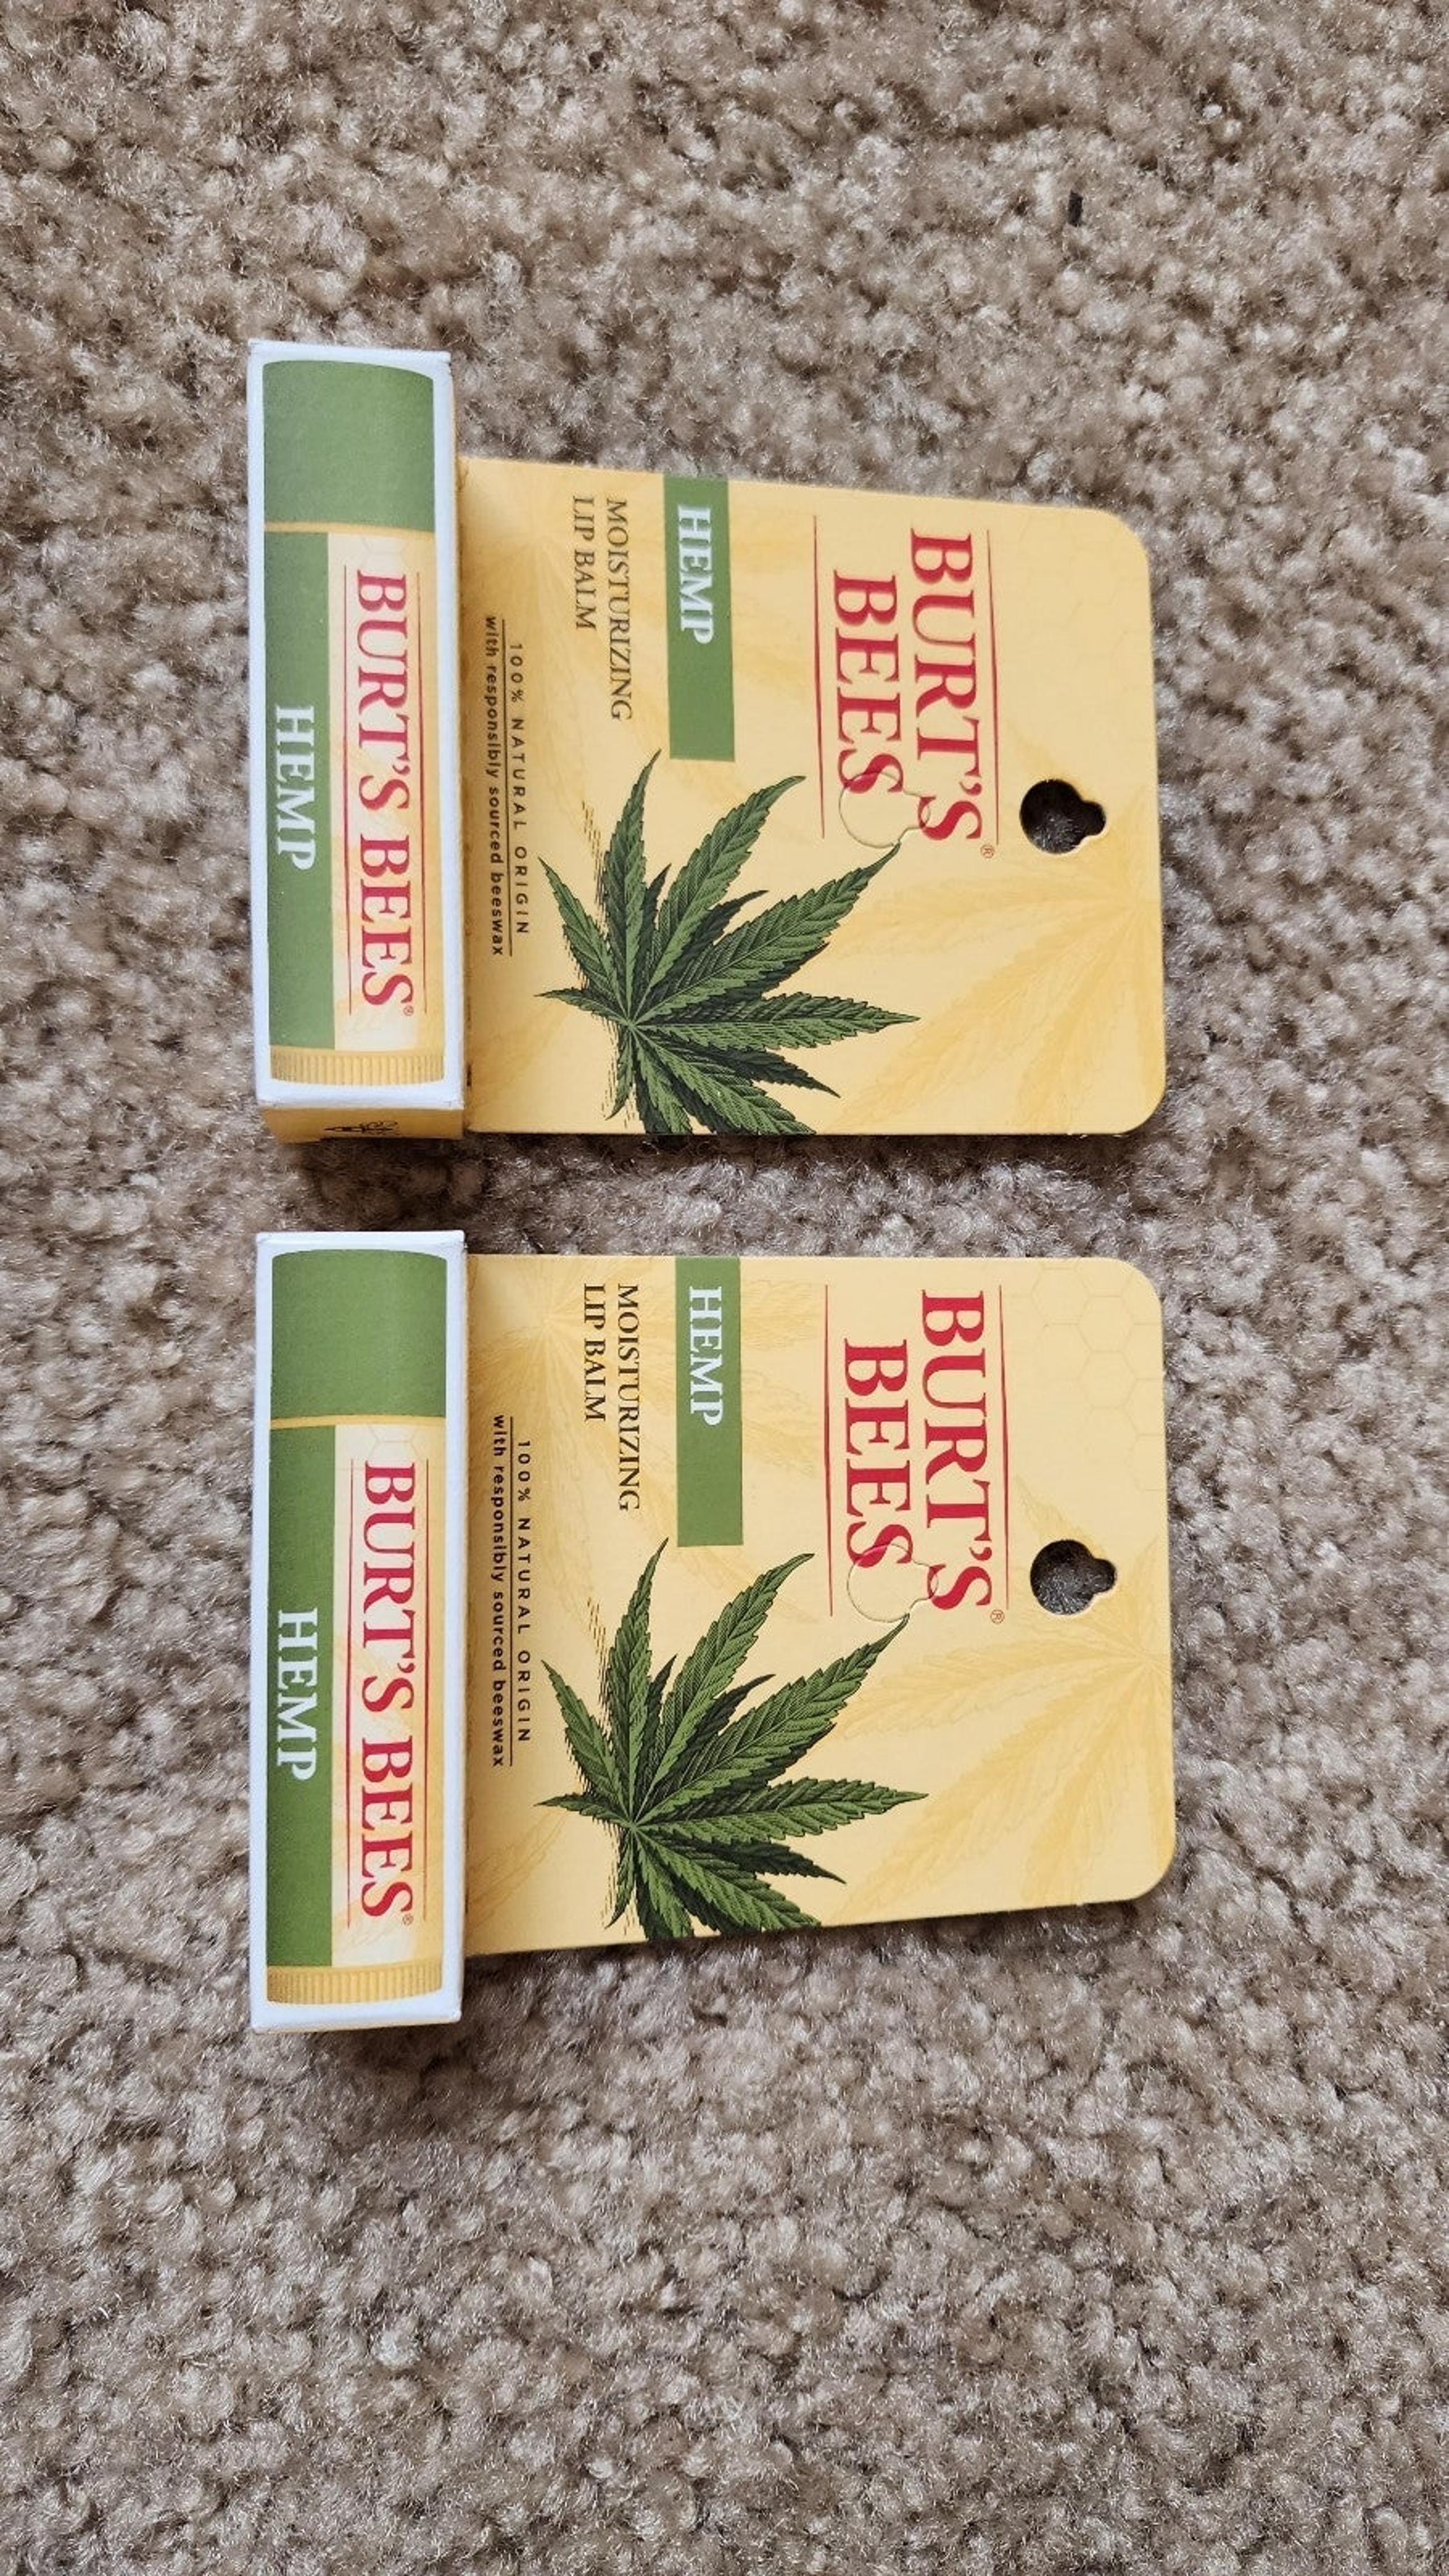 BURT'S
BEES®
HEMP
MOISTURIZING
LIP BALM
100% NATURAL ORIGIN
with responsibly sourced beeswax
BURT'S BEES®
HEMP
BURT'S
BEES®
HEMP
MOISTURIZING
LIP BALM
100% NATURAL ORIGIN
with responsibly sourced beeswax
BURT'S BEES®
HEMP